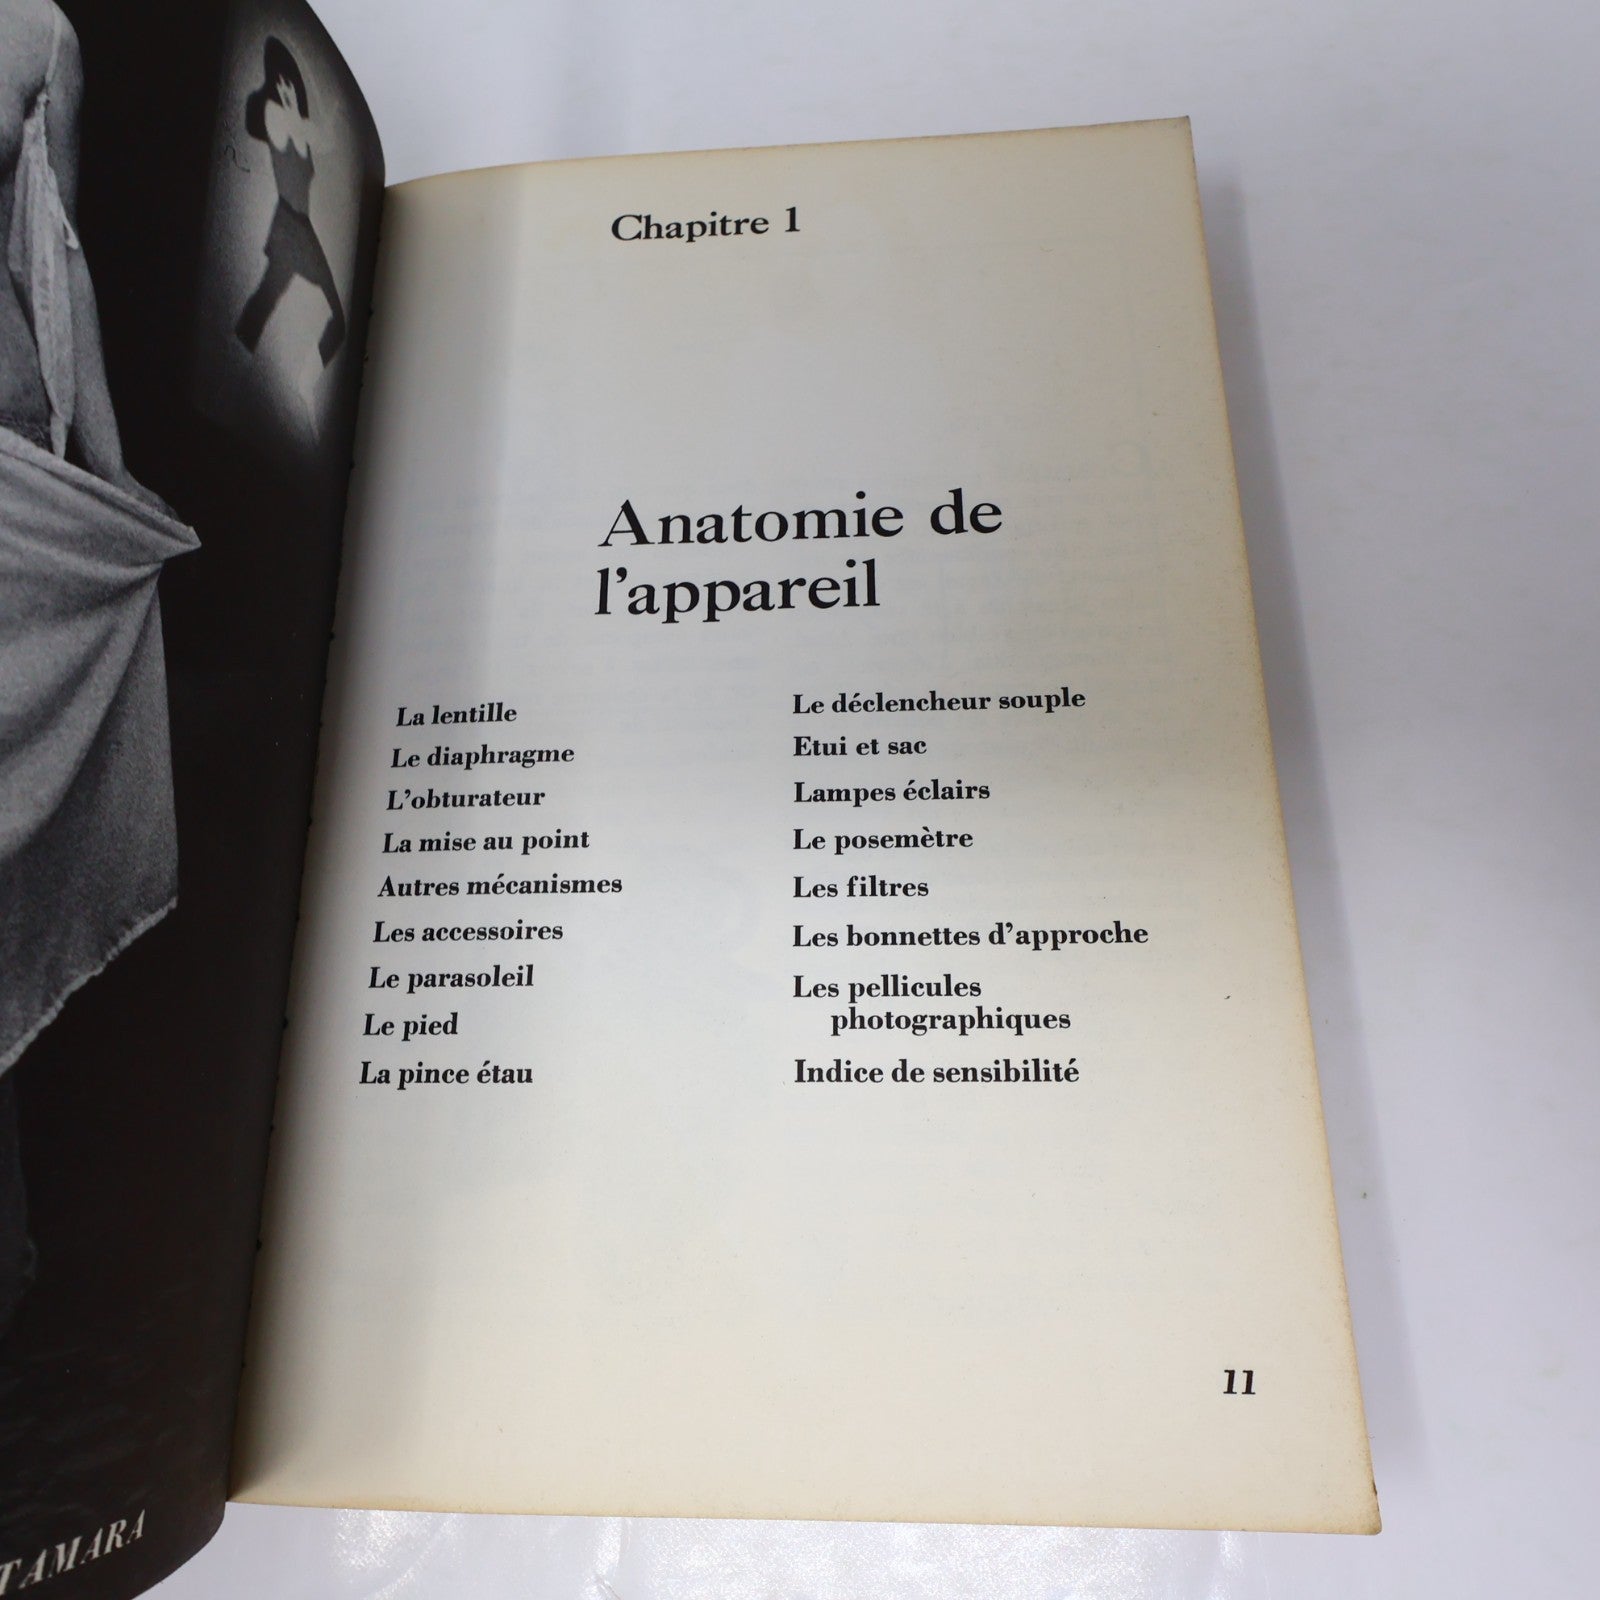 TAMARA
Chapitre 1
Anatomie de
l'appareil
La lentille
Le diaphragme
L'obturateur
La mise au point
Autres mécanismes
Les accessoires
Le parasoleil
Le pied
La pince étau
Le déclencheur souple
Etui et sac
Lampes éclairs
Le posemètre
Les filtres
Les bonnettes d'approche
Les pellicules
photographiques
Indice de sensibilité
11